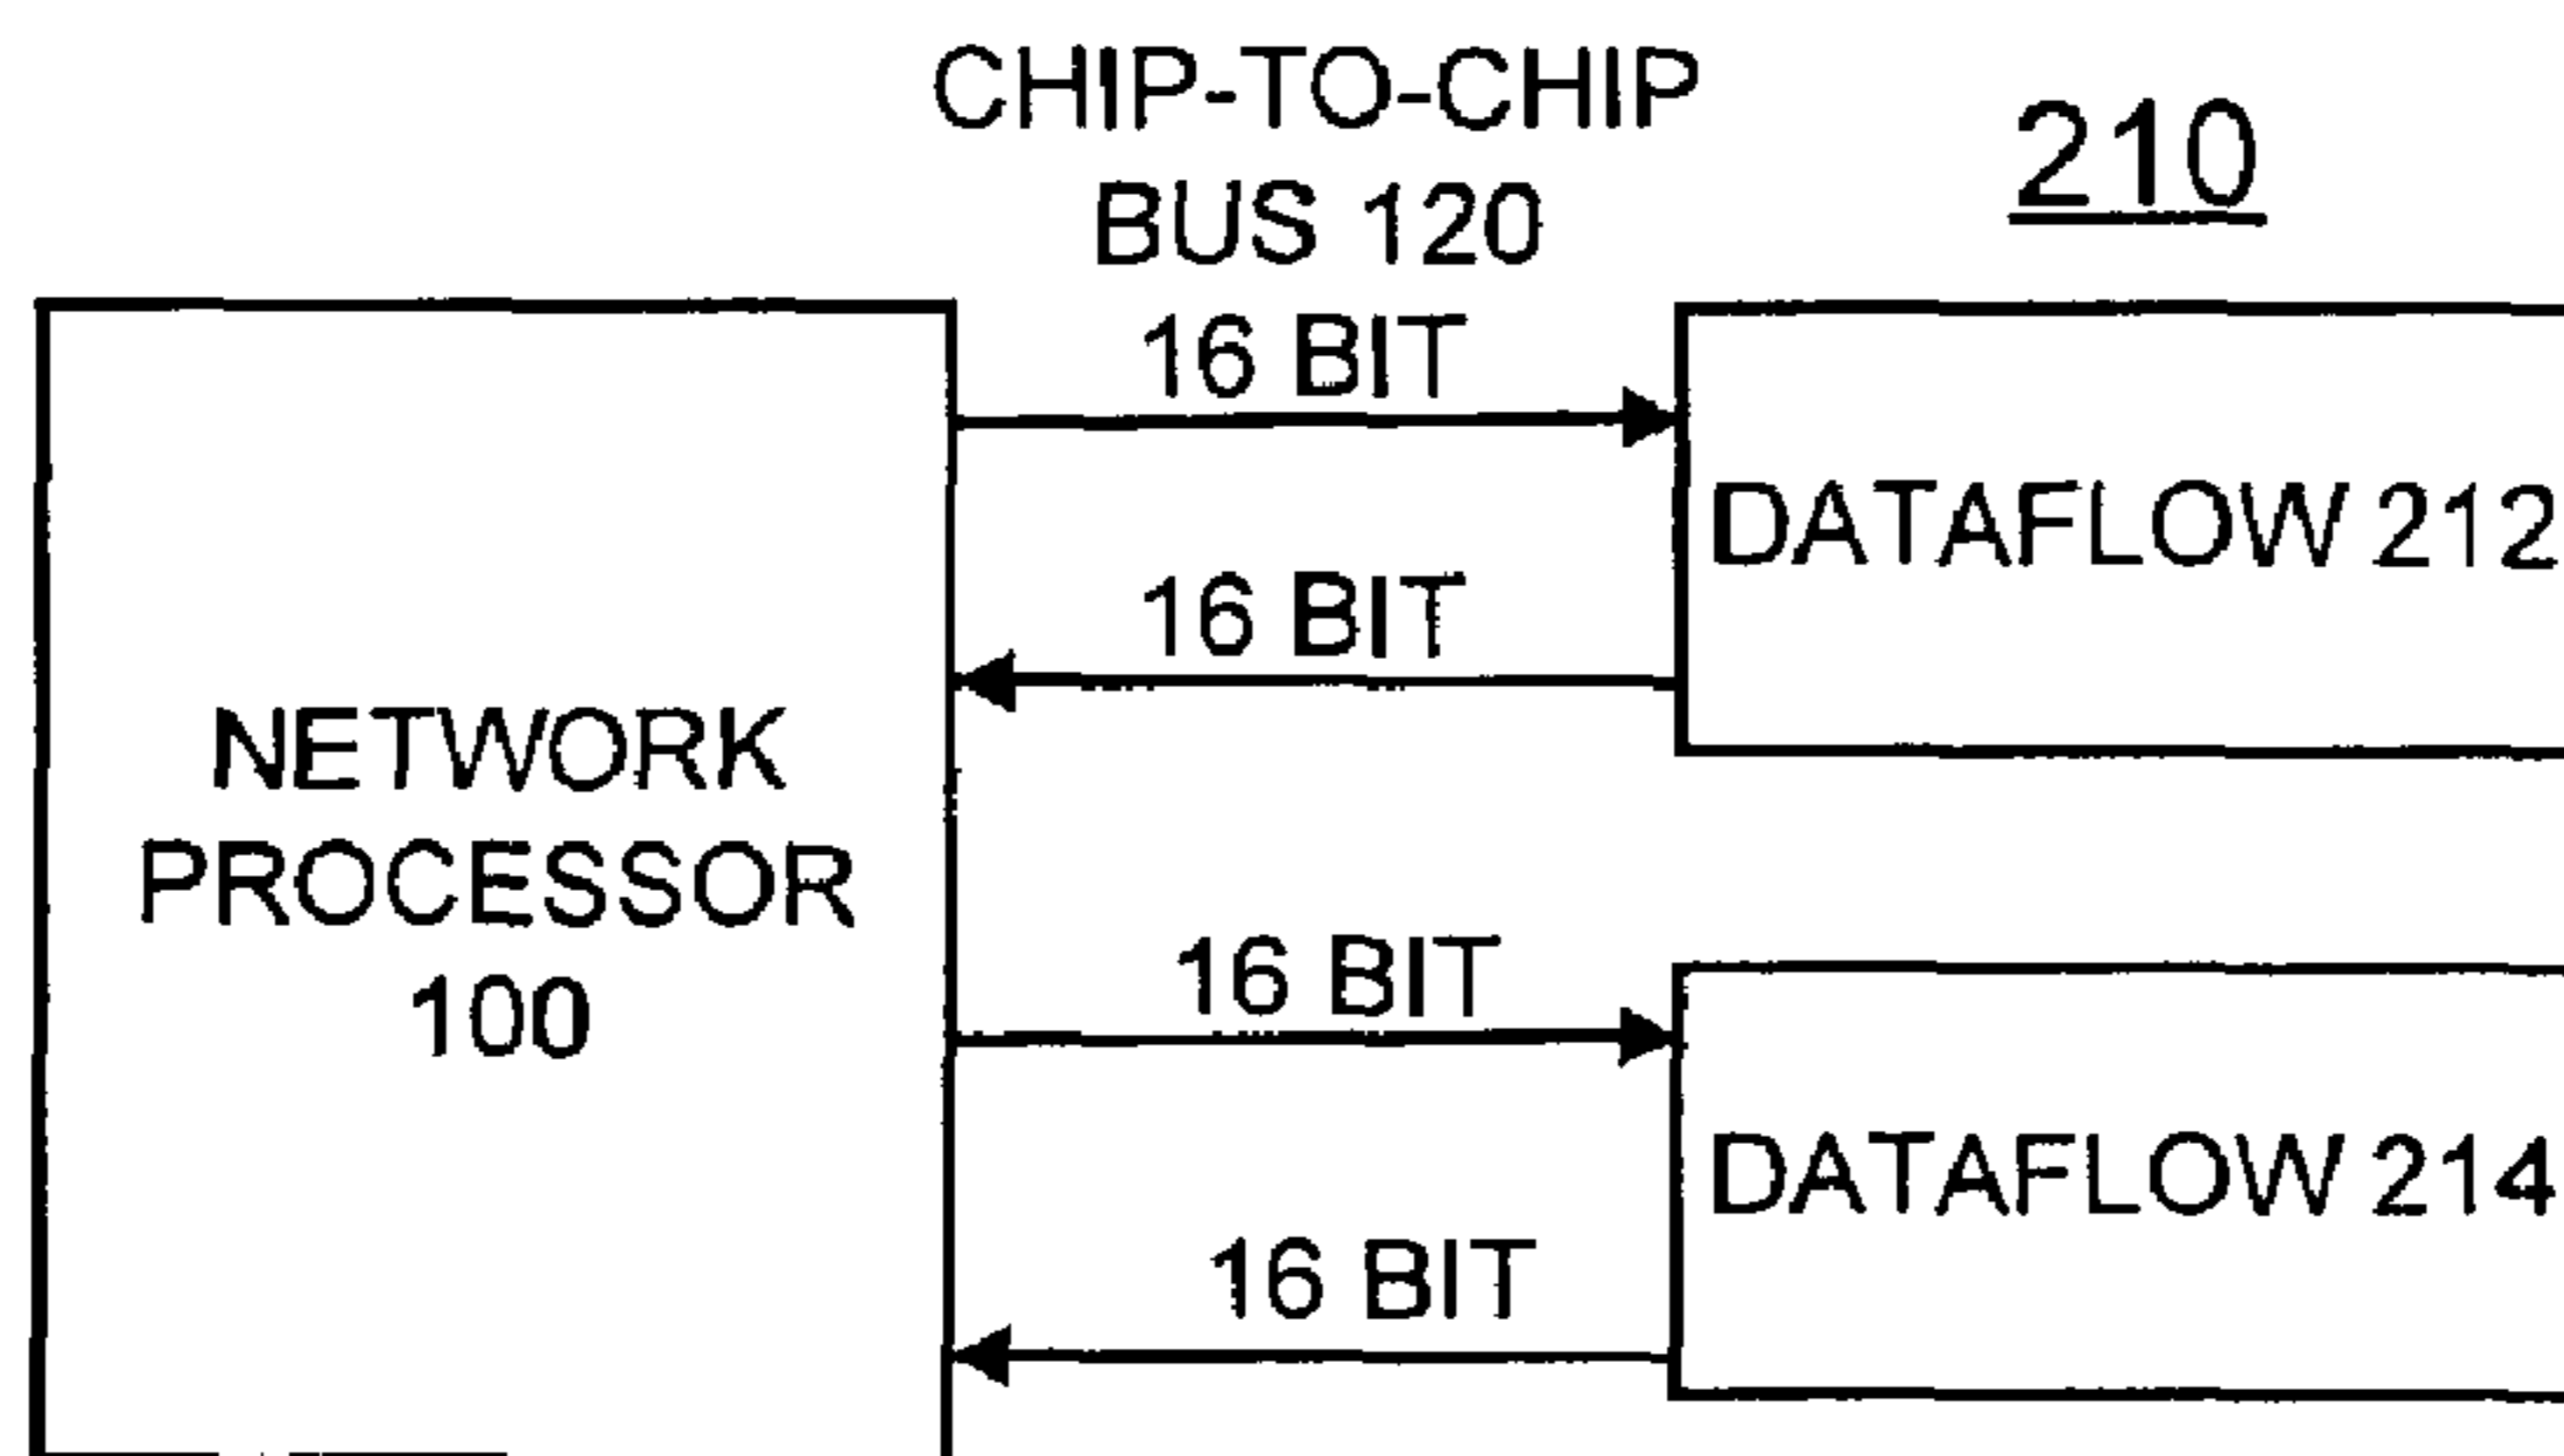 CHIP-TO-CHIP
BUS 120
210
16 BIT
DATAFLOW 212
16 BIT
NETWORK
PROCESSOR
100
16 BIT
DATAFLOW 214
16 BIT